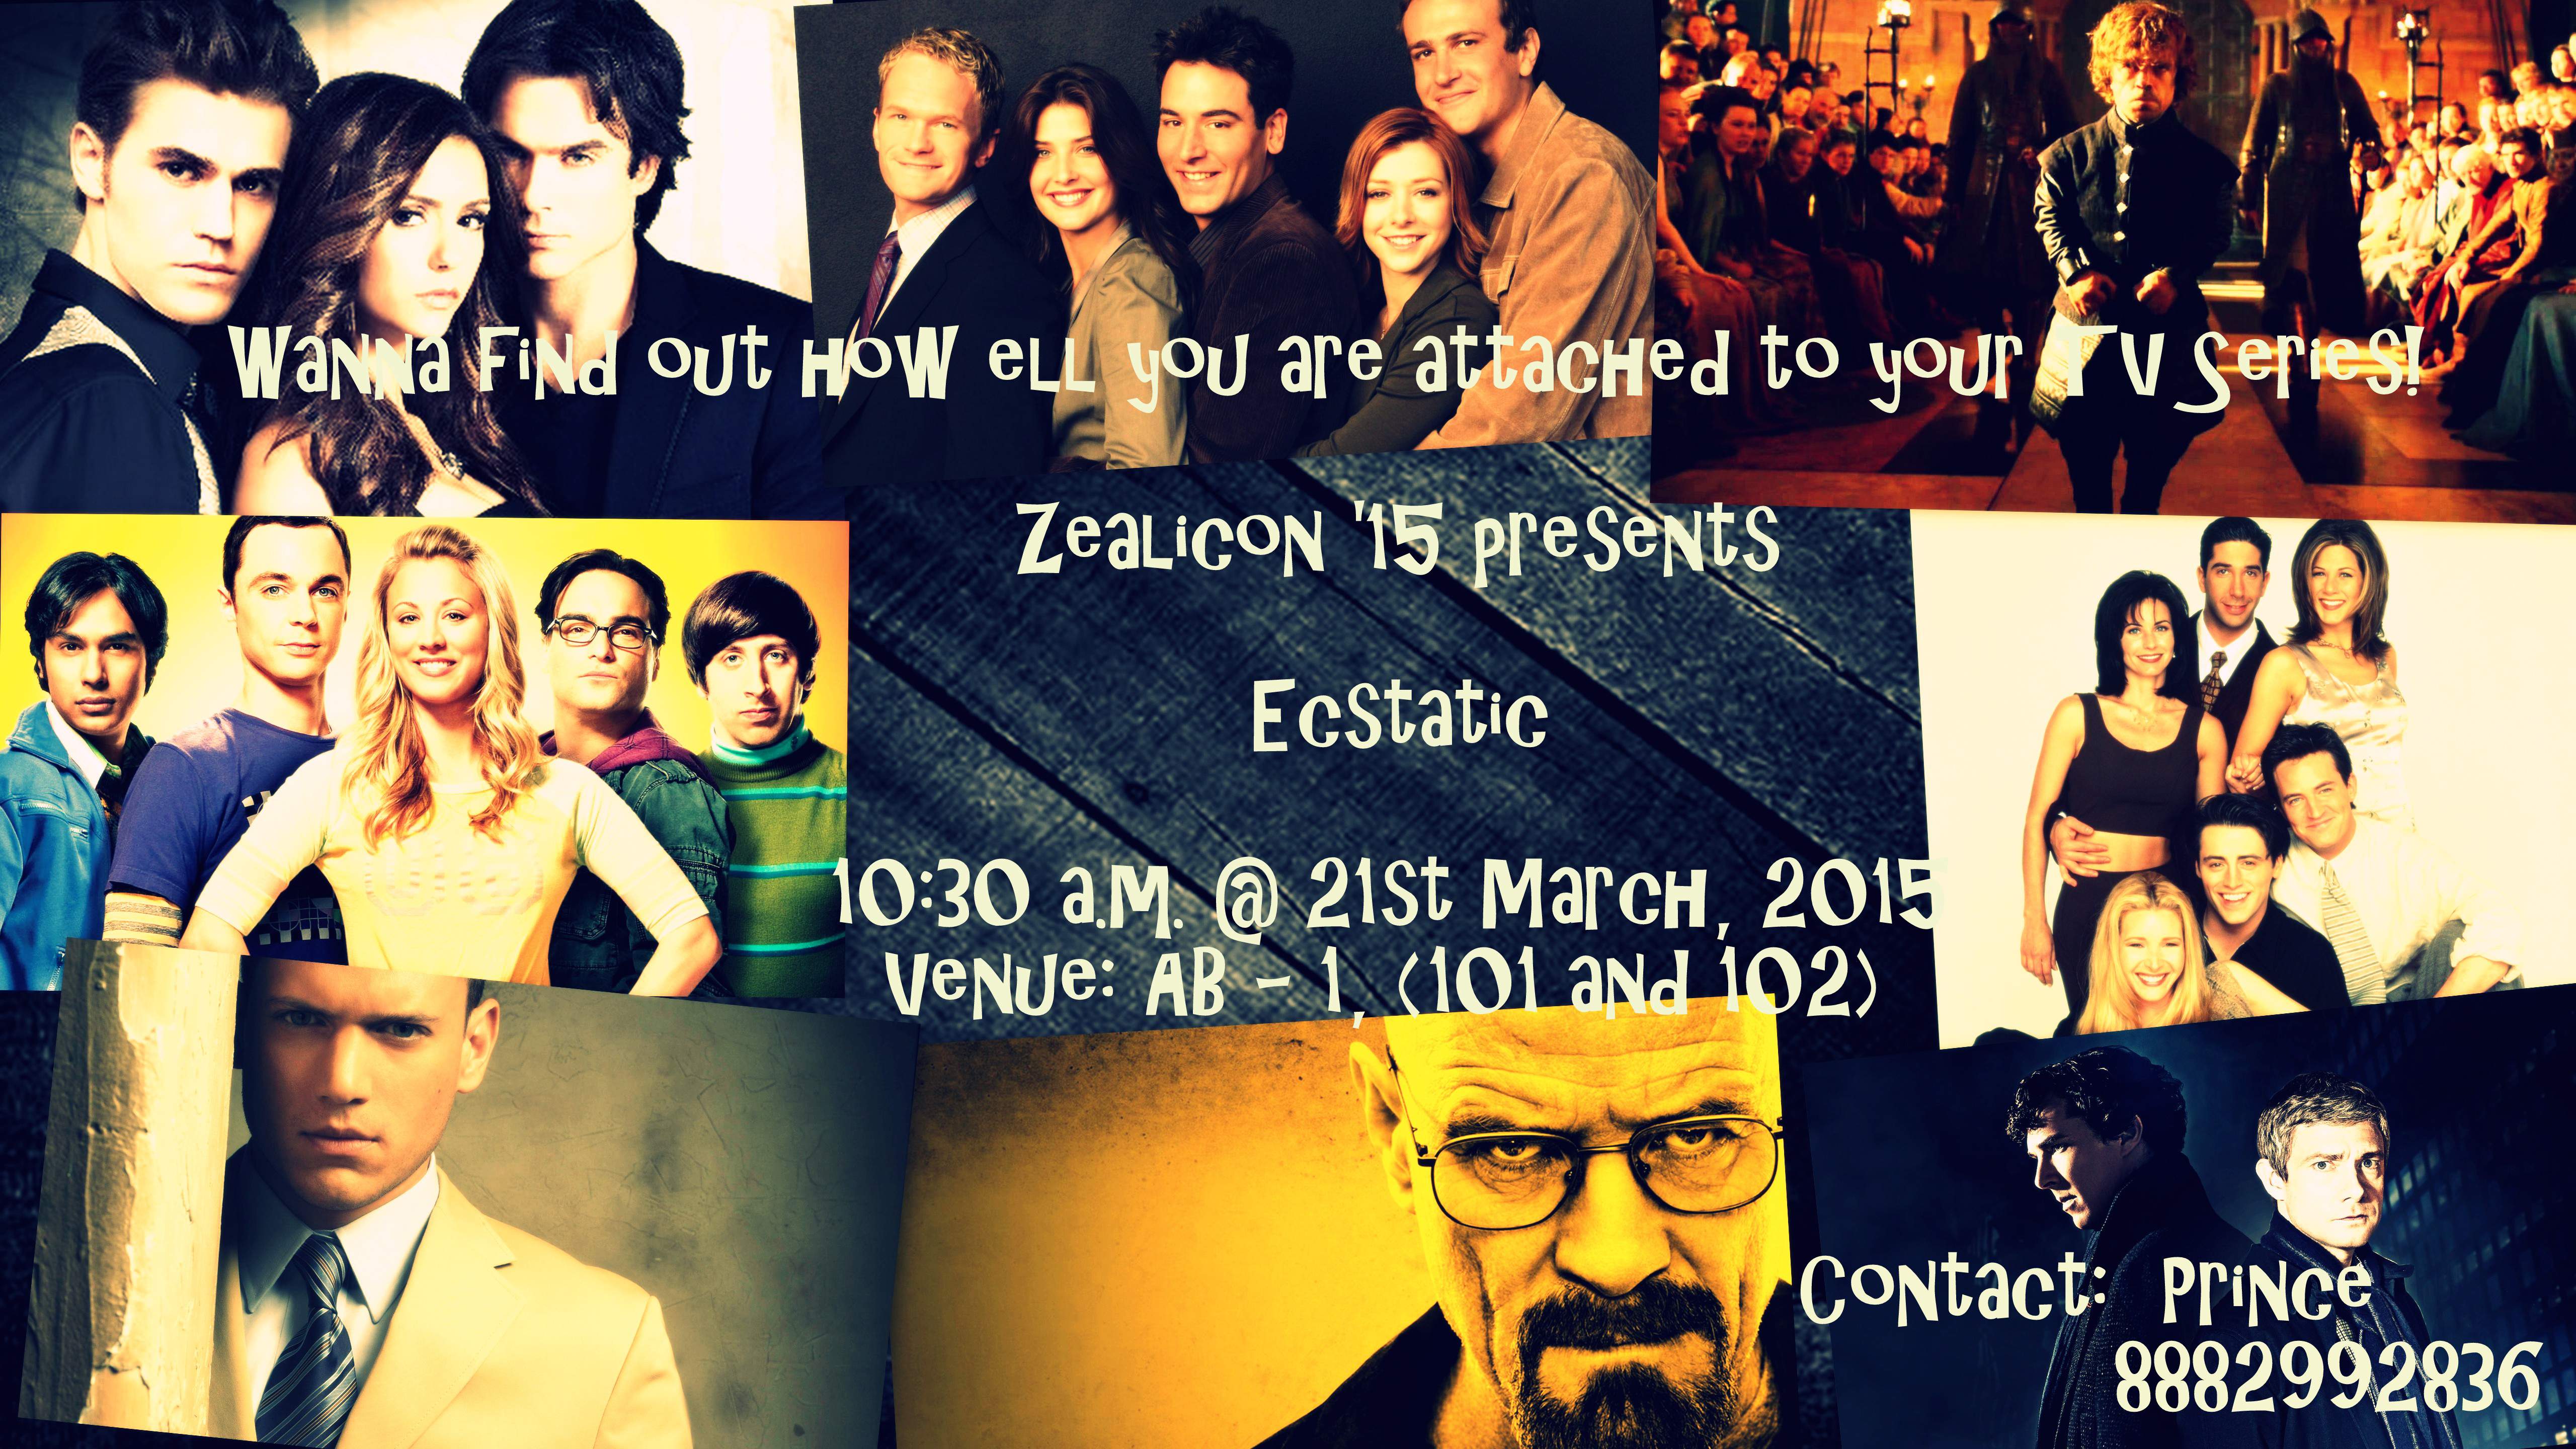 Wanna Find out how ell you are attached to your TV Series!
Zealicon '15 presents
Ecstatic
10:30 a.m. @ 21st March, 2015
Venue: AB - 1, (101 and 102)
Contact: Prince
8882992836